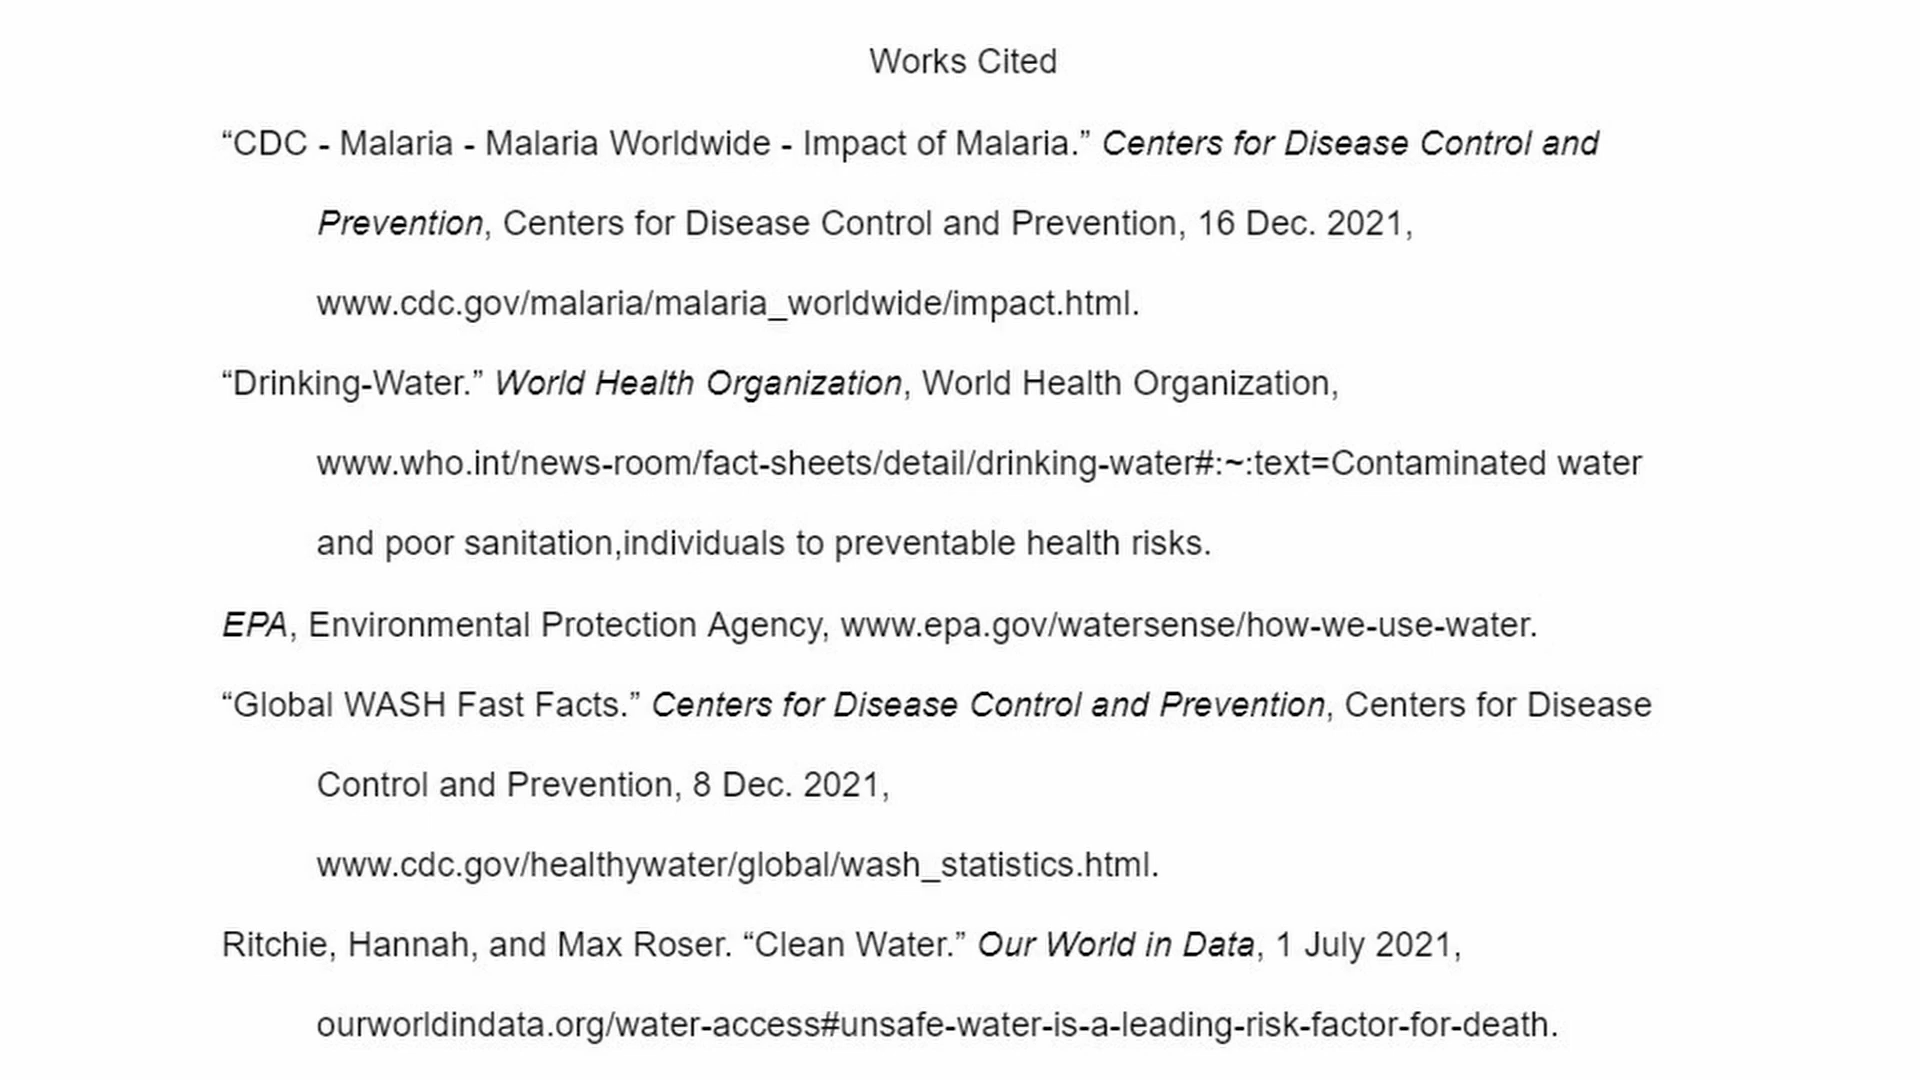 Works Cited
“CDC - Malaria - Malaria Worldwide - Impact of Malaria.” Centers for Disease Control and
Prevention, Centers for Disease Control and Prevention, 16 Dec. 2021,
www.cdc.gov/malaria/malaria_worldwide/impact.html.
“Drinking-Water.” World Health Organization, World Health Organization,
www.who.int/news-room/fact-sheets/detail/drinking-water#:~:text=Contaminated water
and poor sanitation,individuals to preventable health risks.
EPA, Environmental Protection Agency, www.epa.gov/watersense/how-we-use-water.
“Global WASH Fast Facts.” Centers for Disease Control and Prevention, Centers for Disease
Control and Prevention, 8 Dec. 2021,
www.cdc.gov/healthywater/global/wash_statistics.html.
Ritchie, Hannah, and Max Roser. “Clean Water.” Our World in Data, 1 July 2021,
ourworldindata.org/water-access#unsafe-water-is-a-leading-risk-factor-for-death.